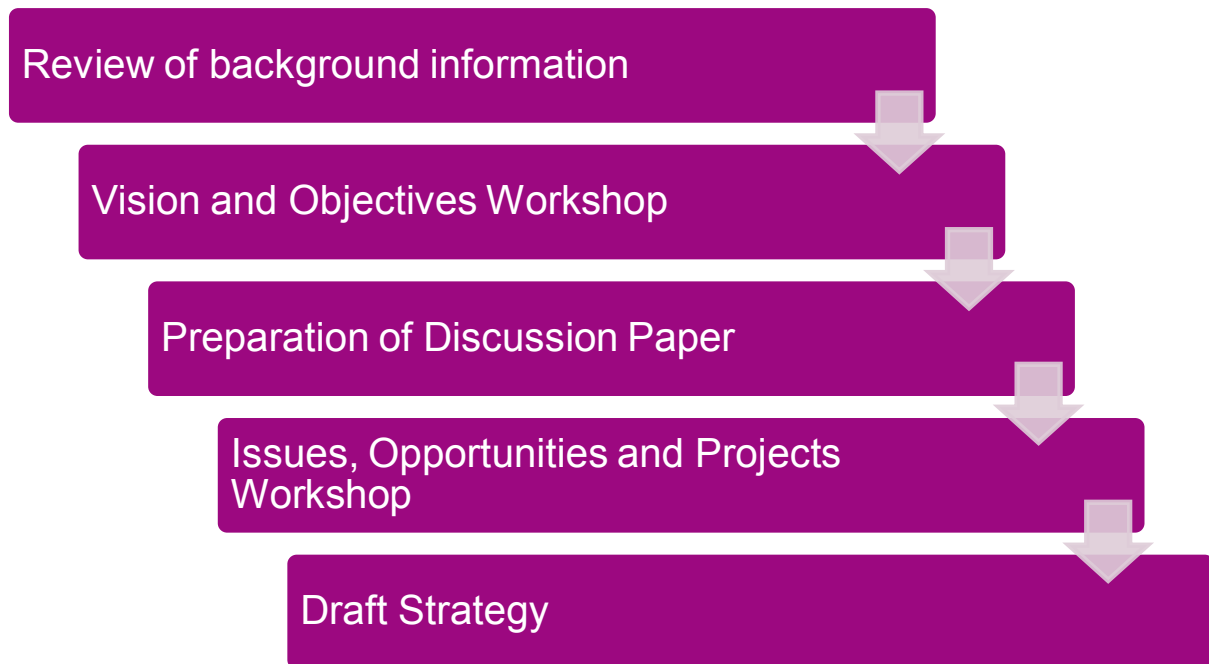 Review of background information
Vision and Objectives Workshop
Preparation of Discussion Paper
Issues, Opportunities and Projects
Workshop
Draft Strategy